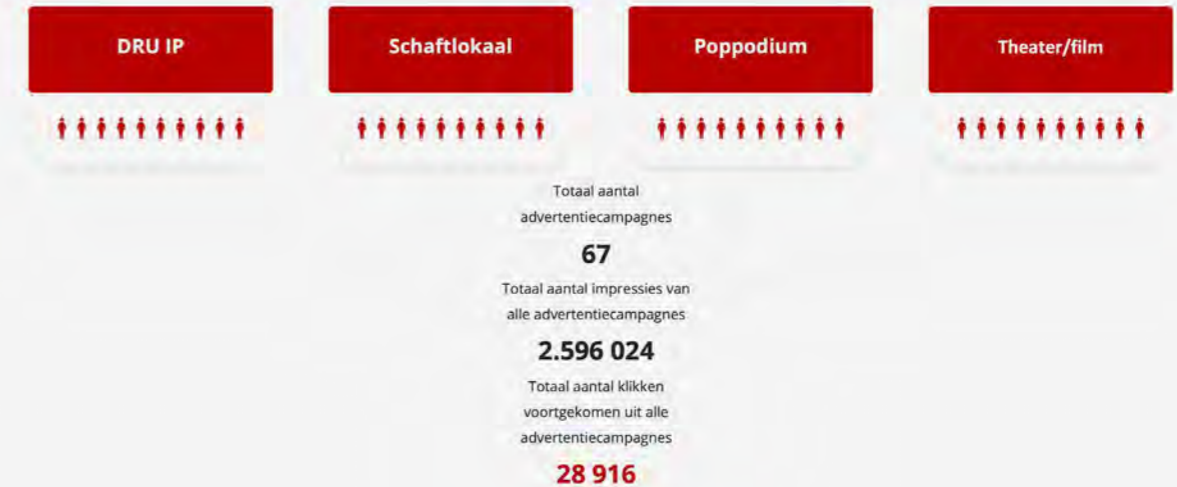 DRU IP
Schaftlokaal
Poppodium
Theater/film
Totaal aantal
advertentiecampagnes
67
Totaal aantal impressies van
alle advertentiecampagnes
2.596 024
Totaal aantal klikken
voortgekomen uit alle
advertentiecampagnes
28 916